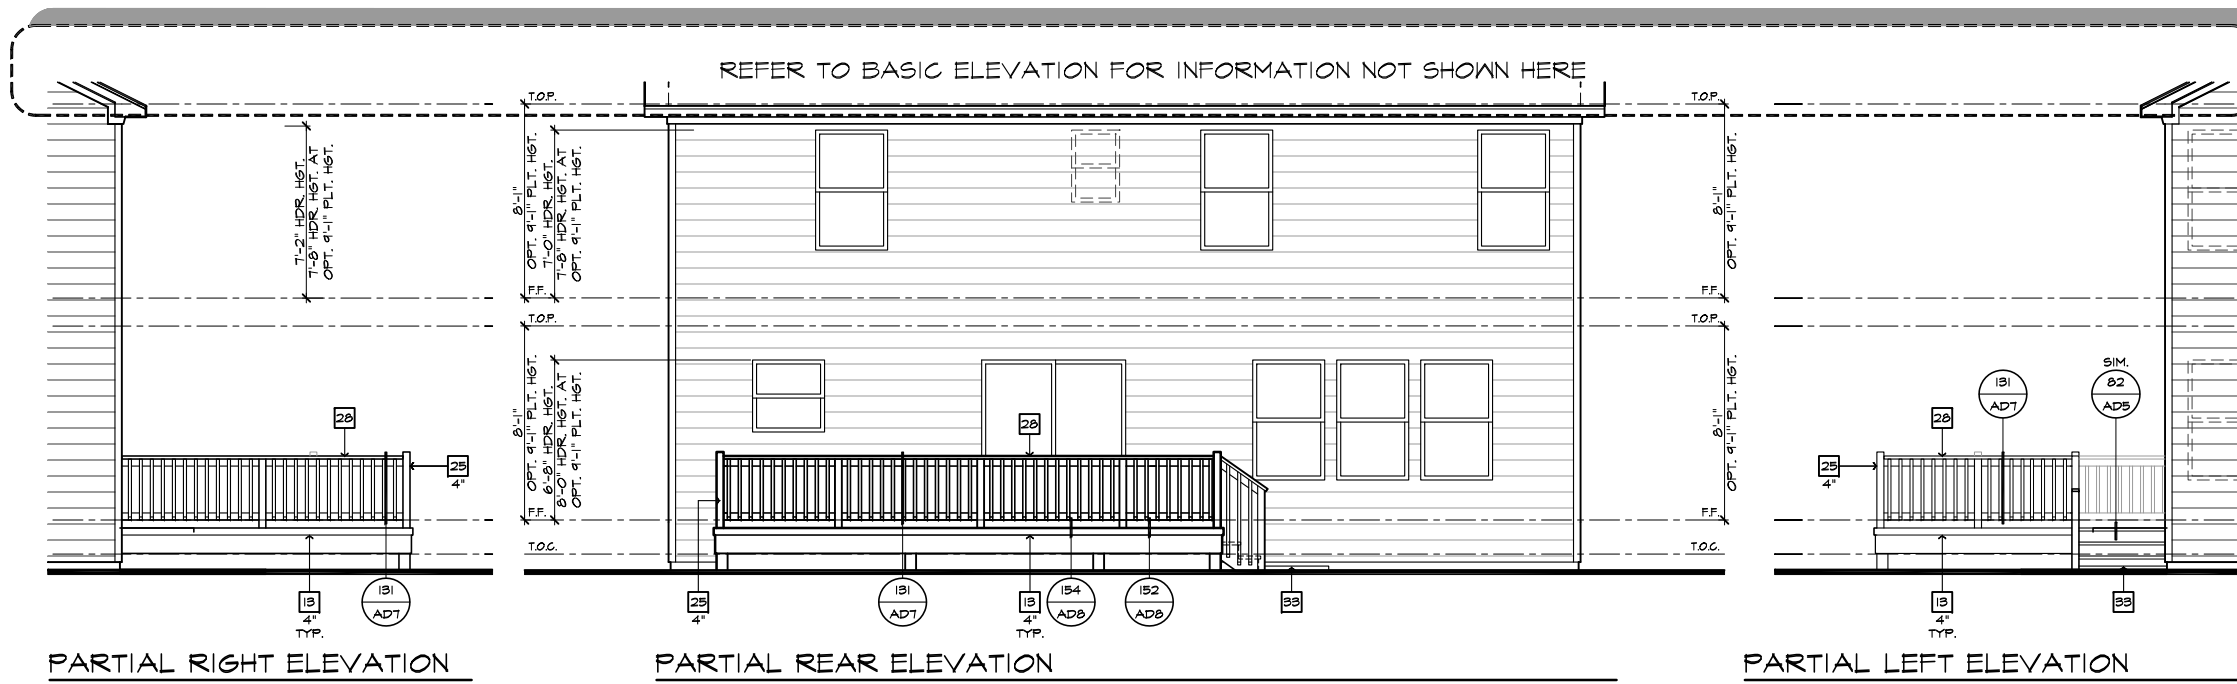 REFER TO BASIC ELEVATION FOR INFORMATION NOT SHOWN HERE
7'-2" HDR. HGT.
7'-8" HDR. HGT. AT
OPT. 9'-1" PLT. HGT.
28
25
4"
13
4"
TYP.
131
AD7
PARTIAL RIGHT ELEVATION
T.O.P.
8'-1"
OPT. 9'-1" PLT. HGT.
7'-0" HDR. HGT.
7'-8" HDR. HGT. AT
OPT. 9'-1" PLT. HGT.
F.F.
T.O.P.
8'-1"
OPT. 9'-1" PLT. HGT.
6'-8" HDR. HGT.
8'-0" HDR. HGT. AT
OPT. 9'-1" PLT. HGT.
F.F.
T.O.C.
28
25
4"
131
AD7
13
4"
TYP.
154
AD8
152
AD8
33
PARTIAL REAR ELEVATION
T.O.P.
8'-1"
OPT. 9'-1" PLT. HGT.
F.F.
T.O.P.
8'-1"
OPT. 9'-1" PLT. HGT.
F.F.
T.O.C.
SIM.
131
AD7
82
AD5
28
25
4"
13
4"
TYP.
33
PARTIAL LEFT ELEVATION